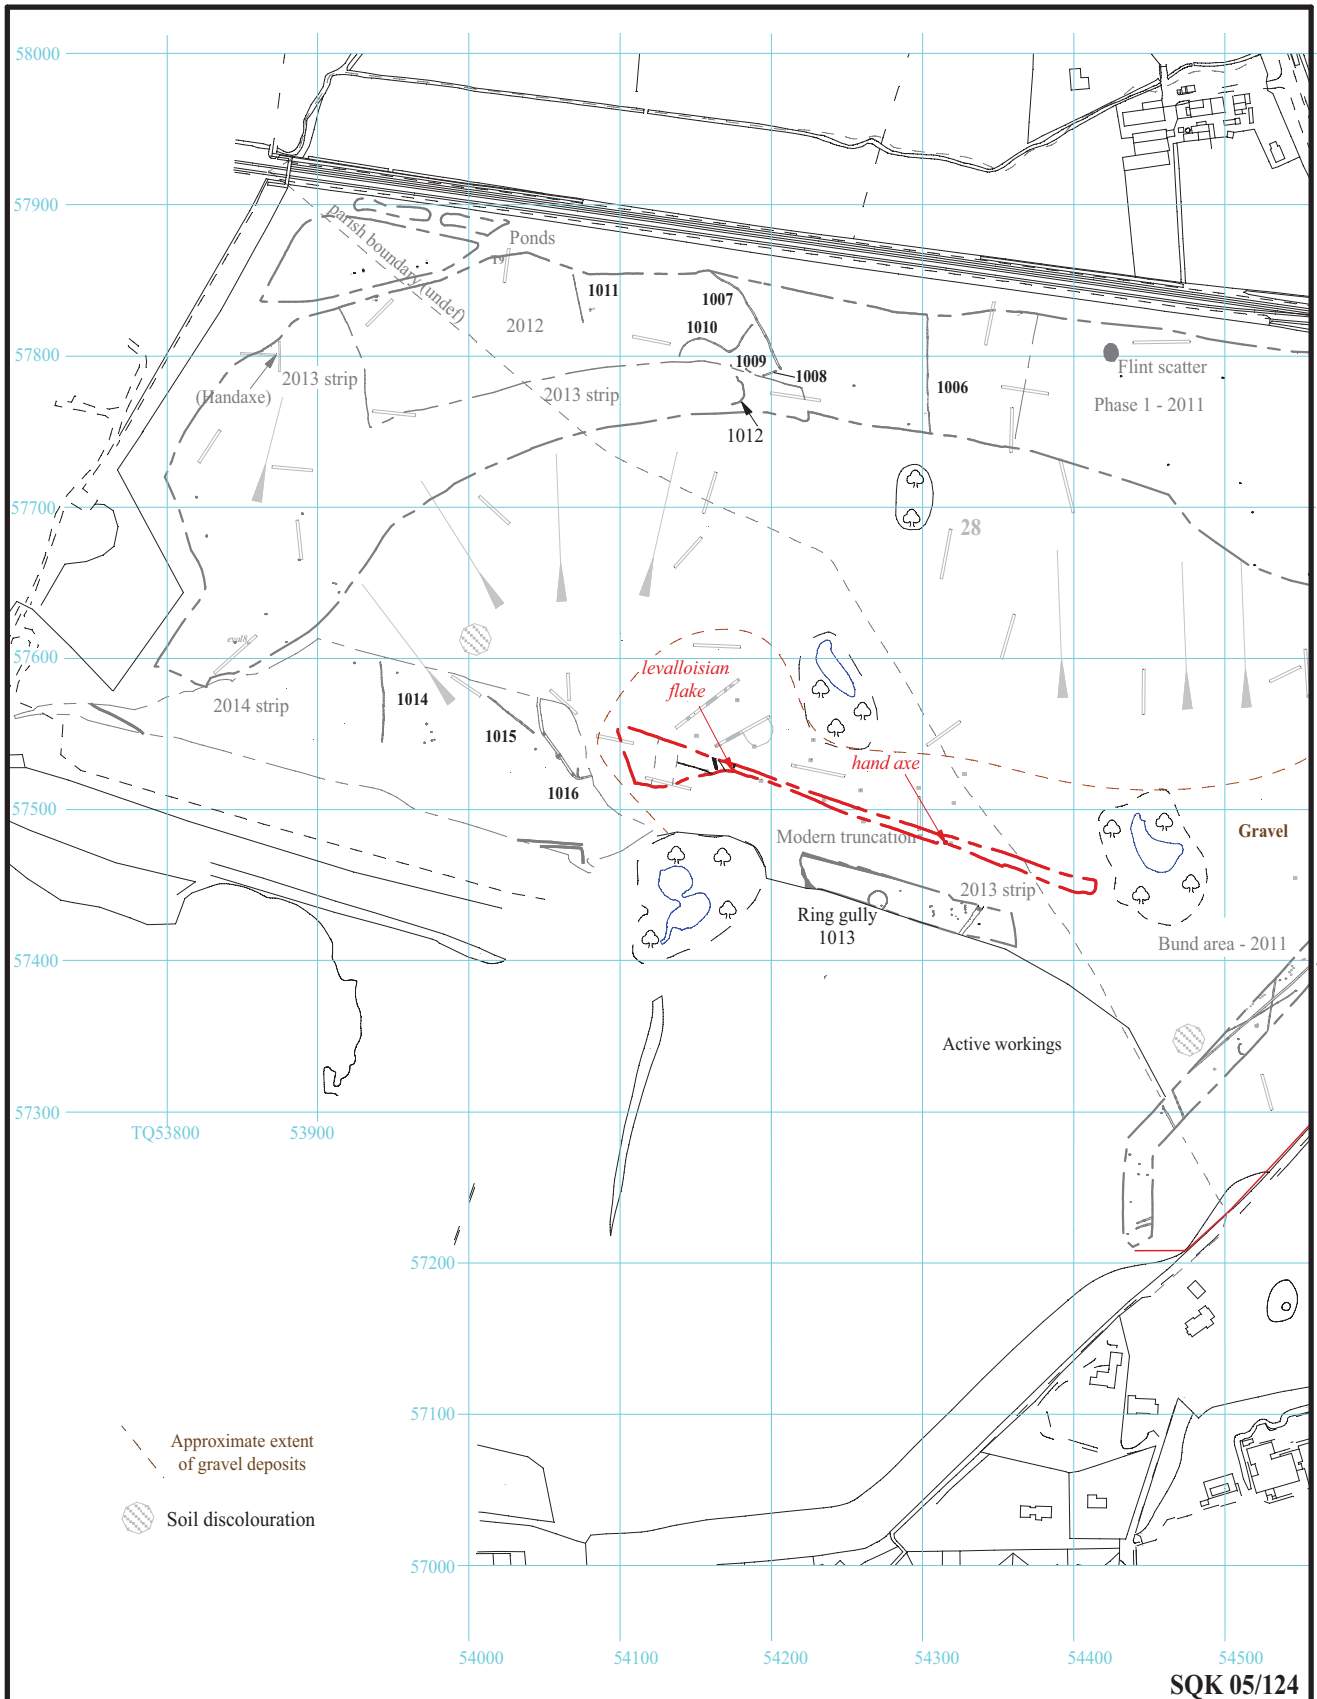 58000
57900
parish boundary (undef)
Ponds
T9
1011
1007
2012
1010
57800
1009
1008
2013 strip
(Handaxe)
2013 strip
1006
Flint scatter
Phase 1 - 2011
1012
57700
28
eval8
57600
levalloisian
flake
2014 strip
1014
1015
hand axe
1016
57500
Modern truncation
Gravel
2013 strip
Ring gully
1013
Bund area - 2011
57400
Active workings
57300
TQ53800
53900
57200
57100
Approximate extent
of gravel deposits
Soil discolouration
57000
54000
54100
54200
54300
54400
54500
SQK 05/124